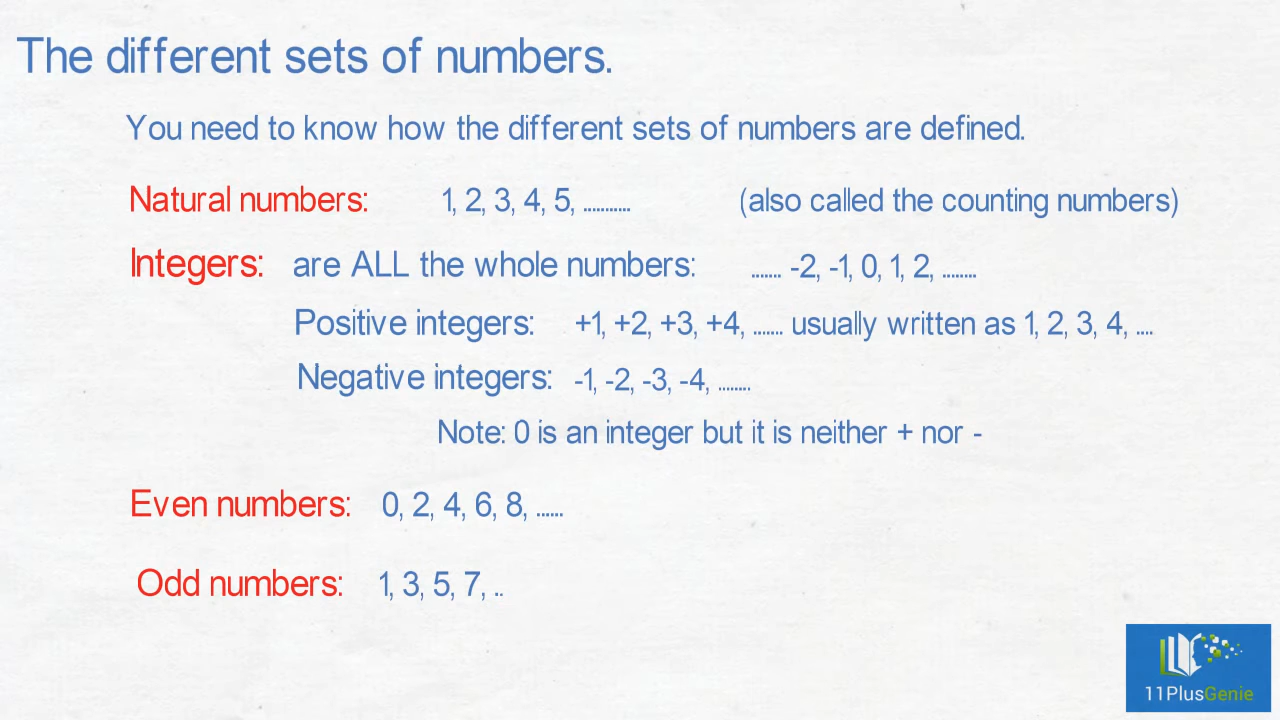 The different sets of numbers.
You need to know how the different sets of numbers are defined.
Natural numbers: 1, 2, 3, 4, 5, ........... (also called the counting numbers)
Integers: are ALL the whole numbers: ....... -2, -1, 0, 1, 2, ........
Positive integers: +1, +2, +3, +4, ....... usually written as 1, 2, 3, 4, ....
Negative integers: -1, -2, -3, -4, ........
Note: 0 is an integer but it is neither + nor -
Even numbers: 0, 2, 4, 6, 8, ......
Odd numbers: 1, 3, 5, 7, ..
11PlusGenie